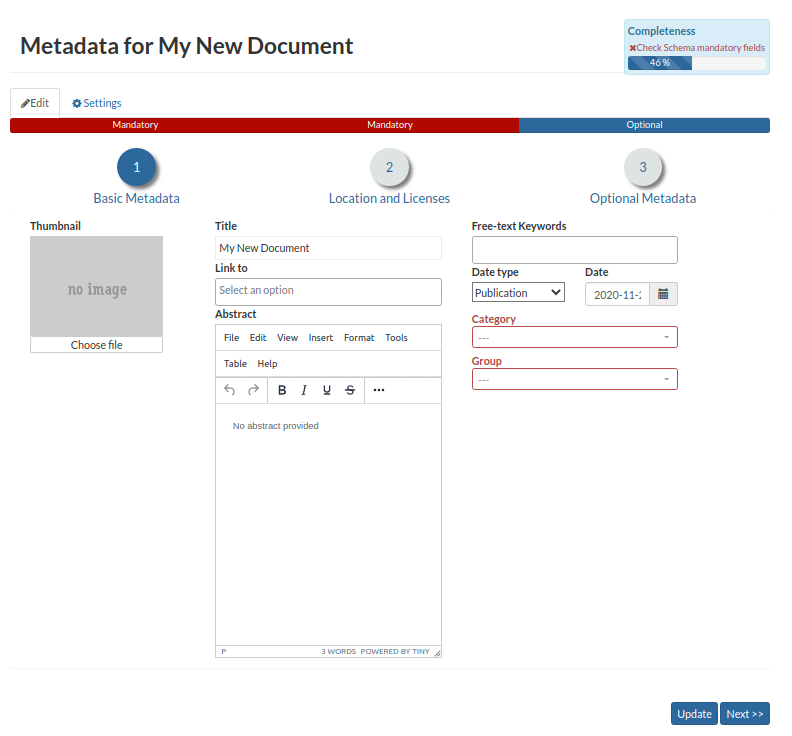 Metadata for My New Document
Completeness
✖Check Schema mandatory fields
46 %
Edit
Settings
Mandatory
Mandatory
Optional
1
2
3
Basic Metadata
Location and Licenses
Optional Metadata
Thumbnail
no image
Choose file
Title
My New Document
Link to
Select an option
Abstract
File Edit View Insert Format Tools
Table Help
B I U S ...
No abstract provided
P
3 WORDS POWERED BY TINY
Free-text Keywords
Date type
Date
Publication
2020-11-
Category
---
Group
---
Update
Next >>